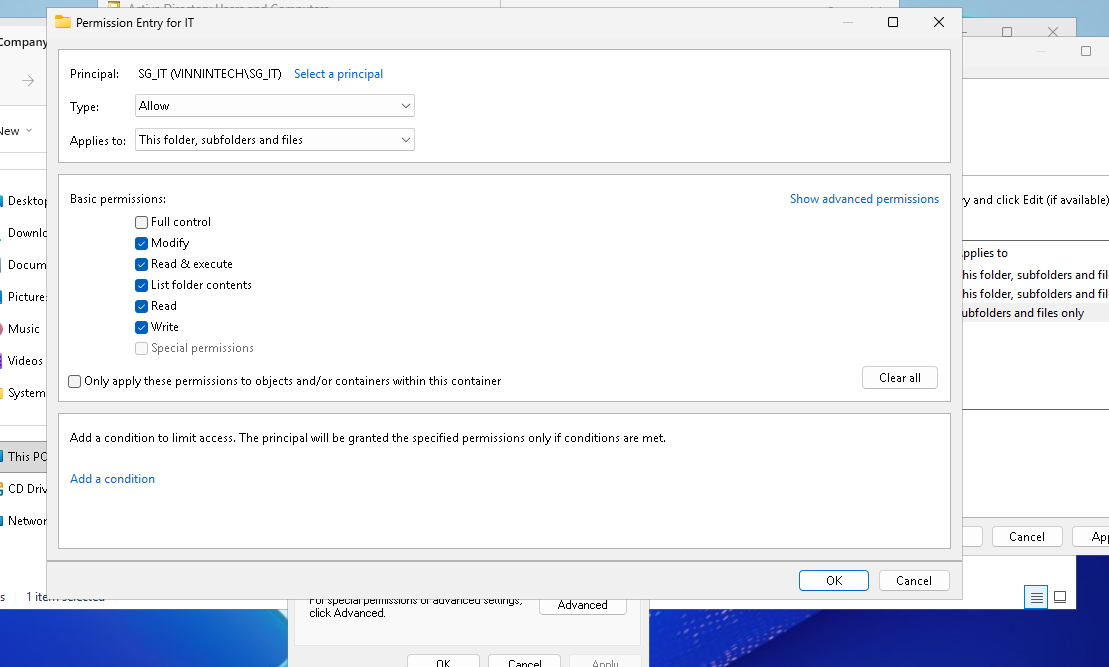 Active Directory Users and Computers
Permission Entry for IT
Company
New
Desktop
Downlo
Docum
Pictures
Music
Videos
System
This PC
CD Driv
Networ
Principal: SG_IT (VINNINTECH\SG_IT) Select a principal
Type: Allow
Applies to: This folder, subfolders and files
Basic permissions: Show advanced permissions
Full control
Modify
Read & execute
List folder contents
Read
Write
Special permissions
Only apply these permissions to objects and/or containers within this container
Clear all
Add a condition to limit access. The principal will be granted the specified permissions only if conditions are met.
Add a condition
OK Cancel
ry and click Edit (if available)
pplies to
his folder, subfolders and fil
his folder, subfolders and fil
ubfolders and files only
Cancel App
s 1 item selected
For special permissions or advanced settings,
click Advanced.
Advanced
OK Cancel Apply